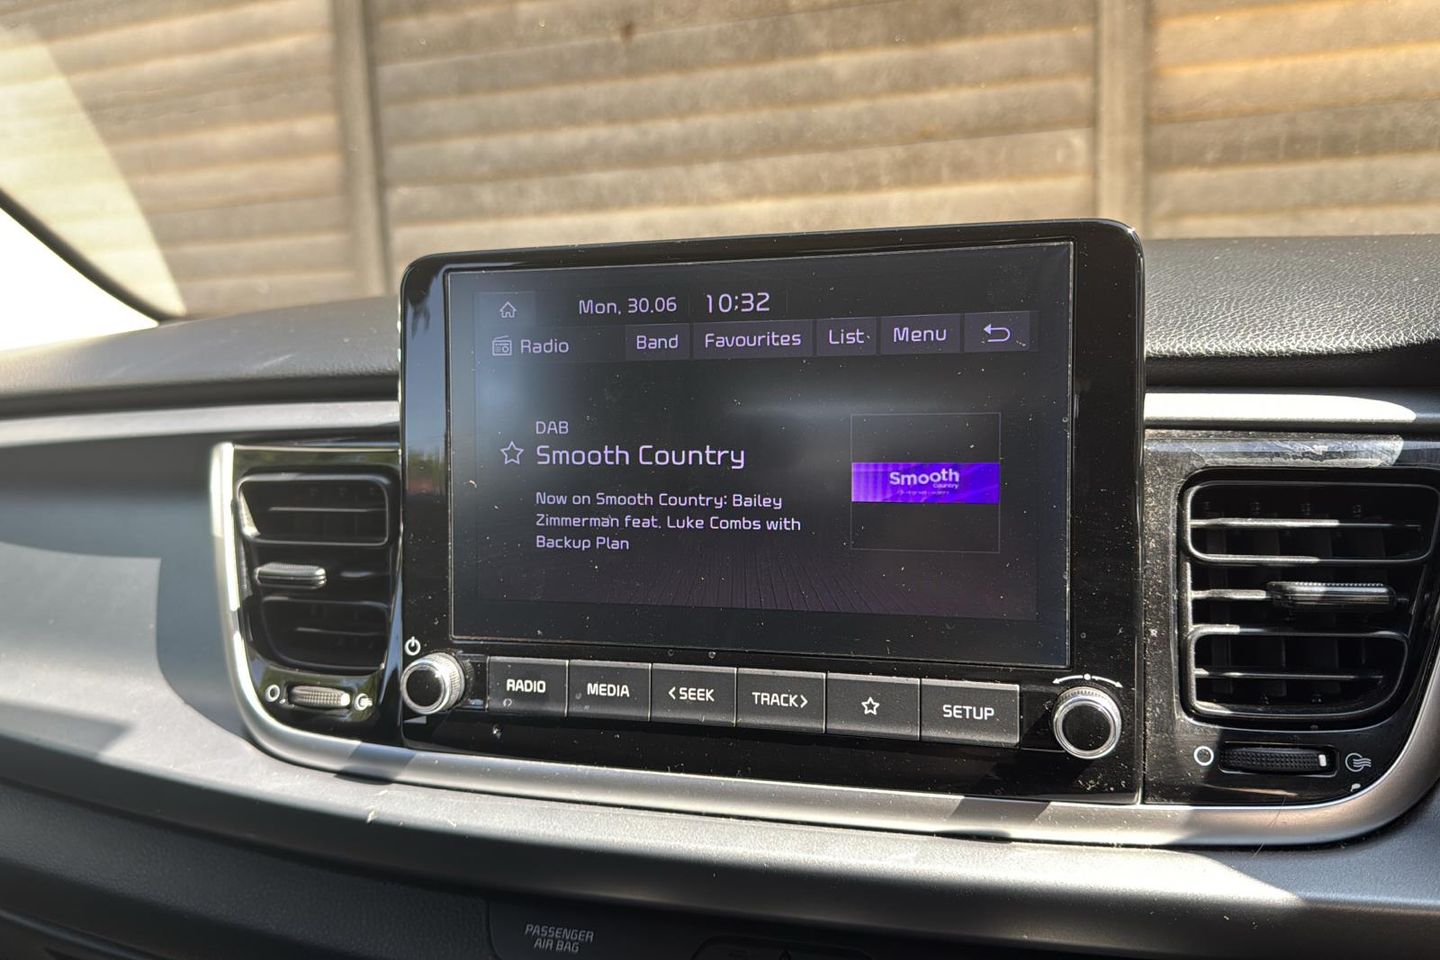 Mon, 30.06 10:32
Radio Band Favourites List Menu
DAB
Smooth Country
Now on Smooth Country: Bailey
Zimmerman feat. Luke Combs with
Backup Plan
Smooth
Country
RADIO MEDIA <SEEK TRACK> SETUP
PASSENGER
AIR BAG